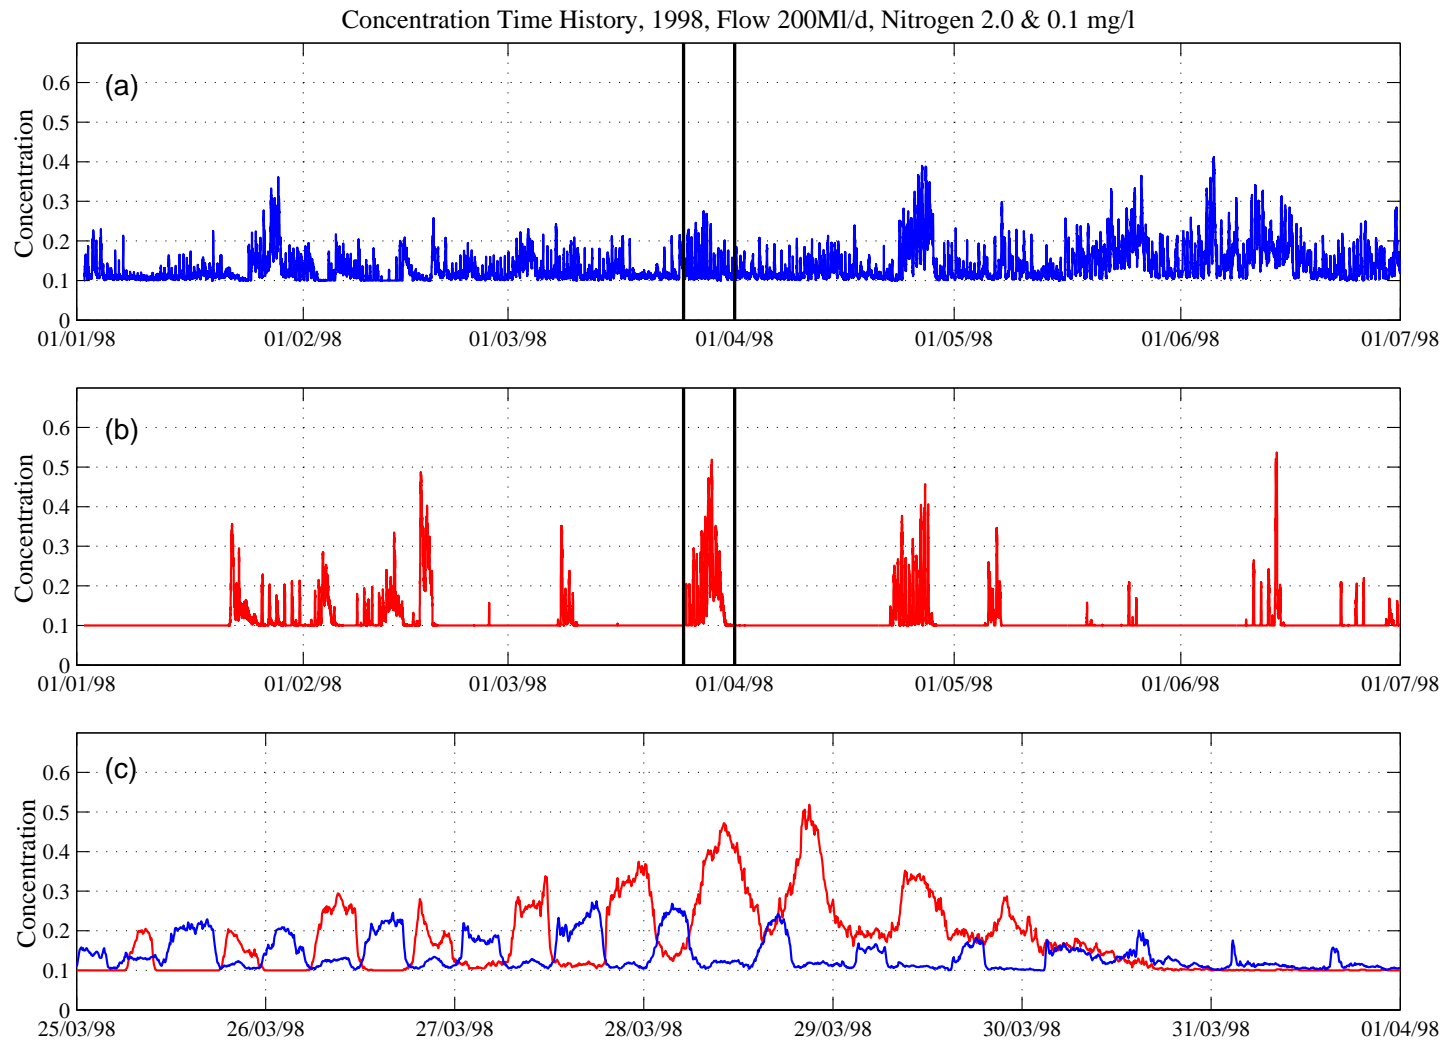 Concentration Time History, 1998, Flow 200Ml/d, Nitrogen 2.0 & 0.1 mg/l
(a)
Concentration
0.6
0.5
0.4
0.3
0.2
0.1
0
01/01/98 01/02/98 01/03/98 01/04/98 01/05/98 01/06/98 01/07/98
(b)
Concentration
0.6
0.5
0.4
0.3
0.2
0.1
0
01/01/98 01/02/98 01/03/98 01/04/98 01/05/98 01/06/98 01/07/98
(c)
Concentration
0.6
0.5
0.4
0.3
0.2
0.1
0
25/03/98 26/03/98 27/03/98 28/03/98 29/03/98 30/03/98 31/03/98 01/04/98